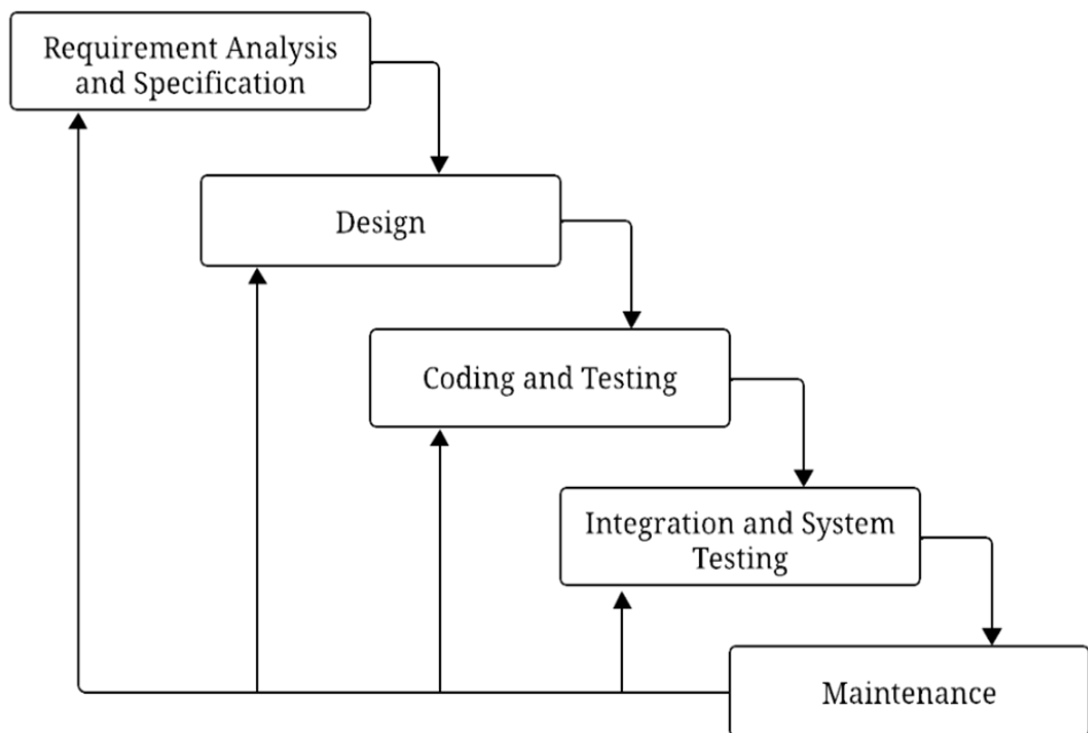 Requirement Analysis
and Specification
Design
Coding and Testing
Integration and System
Testing
Maintenance